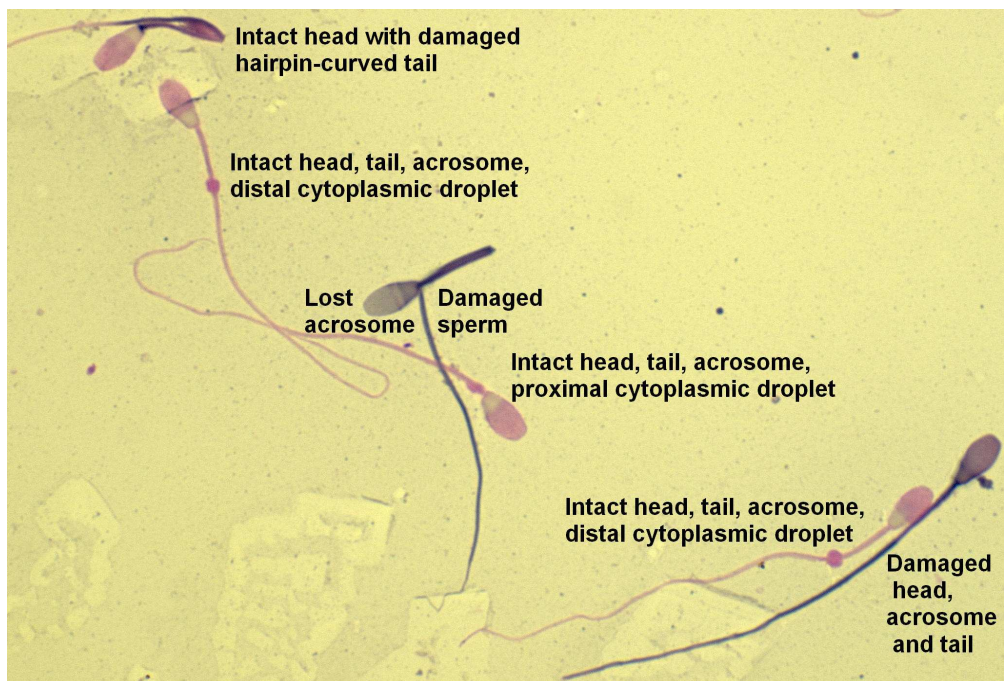 Intact head with damaged
hairpin-curved tail
Intact head, tail, acrosome,
distal cytoplasmic droplet
Lost
acrosome
Damaged
sperm
Intact head, tail, acrosome,
proximal cytoplasmic droplet
Intact head, tail, acrosome,
distal cytoplasmic droplet
Damaged
head,
acrosome
and tail